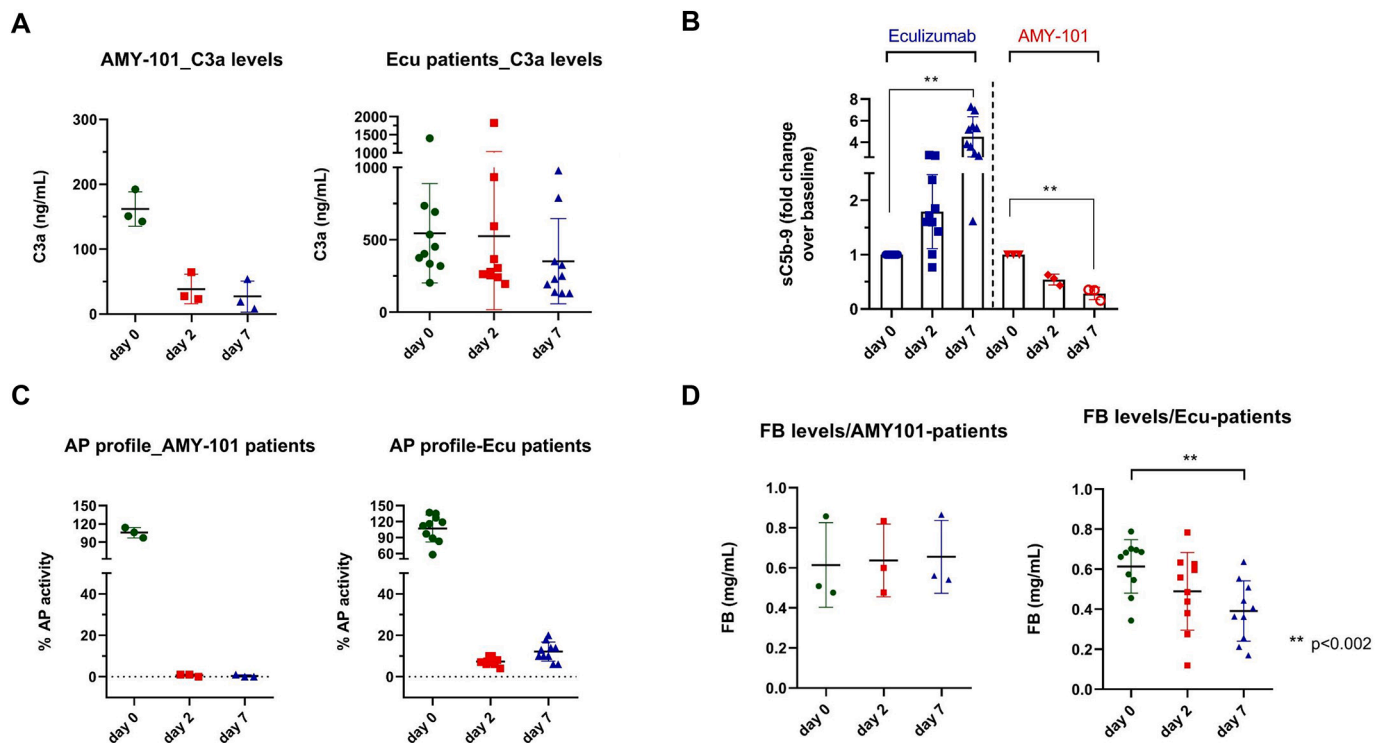 A
AMY-101_C3a levels
C3a (ng/mL)
300
200
100
0
day 0
day 2
day 7
Ecu patients_C3a levels
C3a (ng/mL)
2000
1500
1000
1000
500
0
day 0
day 2
day 7
B
Eculizumab
AMY-101
**
**
sC5b-9 (fold change
over baseline)
8
6
4
2
1
0
day 0
day 2
day 7
day 0
day 2
day 7
C
AP profile_AMY-101 patients
% AP activity
150
120
90
40
20
0
day 0
day 2
day 7
AP profile-Ecu patients
% AP activity
150
120
90
60
40
20
0
day 0
day 2
day 7
D
FB levels/AMY101-patients
FB (mg/mL)
1.0
0.8
0.6
0.4
0.2
0.0
day 0
day 2
day 7
FB levels/Ecu-patients
**
FB (mg/mL)
1.0
0.8
0.6
0.4
0.2
0.0
day 0
day 2
day 7
** p<0.002